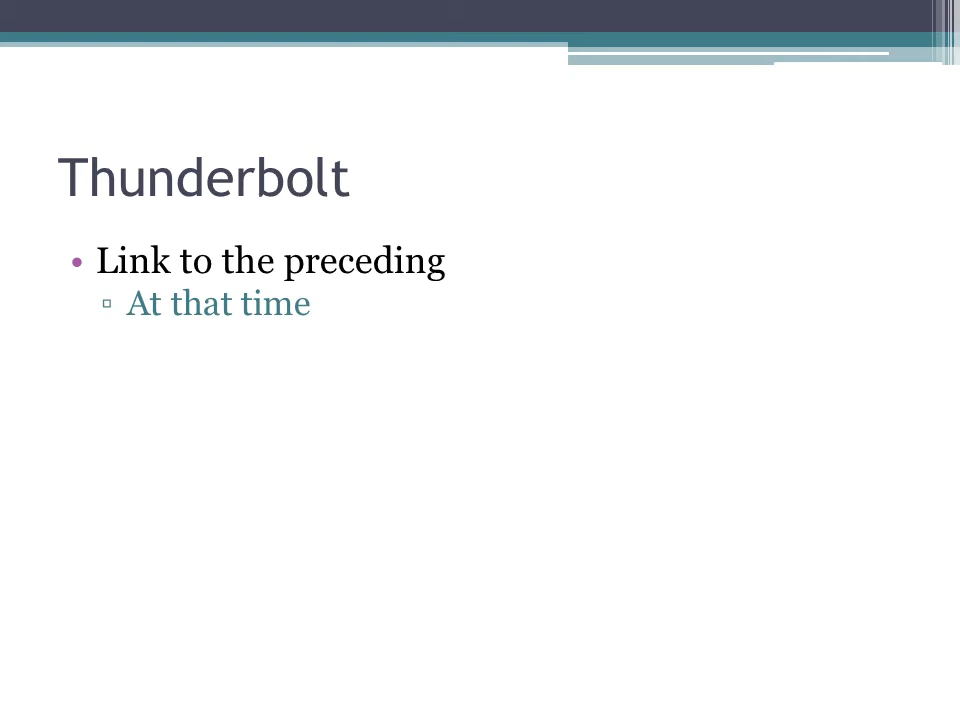 Thunderbolt
• Link to the preceding
▫ At that time